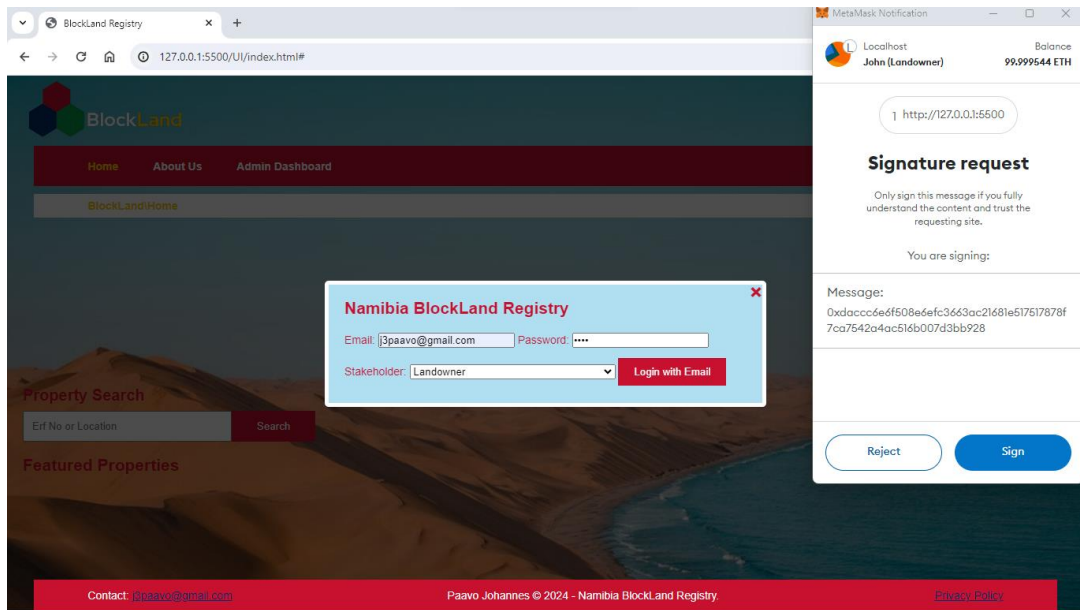 BlockLand Registry
127.0.0.1:5500/UI/index.html#
BlockLand
Home About Us Admin Dashboard
BlockLand\Home
Namibia BlockLand Registry
Email: j3paavo@gmail.com Password: ••••
Stakeholder: Landowner Login with Email
Property Search
Erf No or Location Search
Featured Properties
Contact: j3paavo@gmail.com Paavo Johannes © 2024 - Namibia BlockLand Registry. Privacy Policy
MetaMask Notification
L Localhost Balance
John (Landowner) 99.999544 ETH
1 http://127.0.0.1:5500
Signature request
Only sign this message if you fully
understand the content and trust the
requesting site.
You are signing:
Message:
0xdaccc6e6f508e6efc3663ac21681e517517878f
7ca7542a4ac516b007d3bb928
Reject Sign